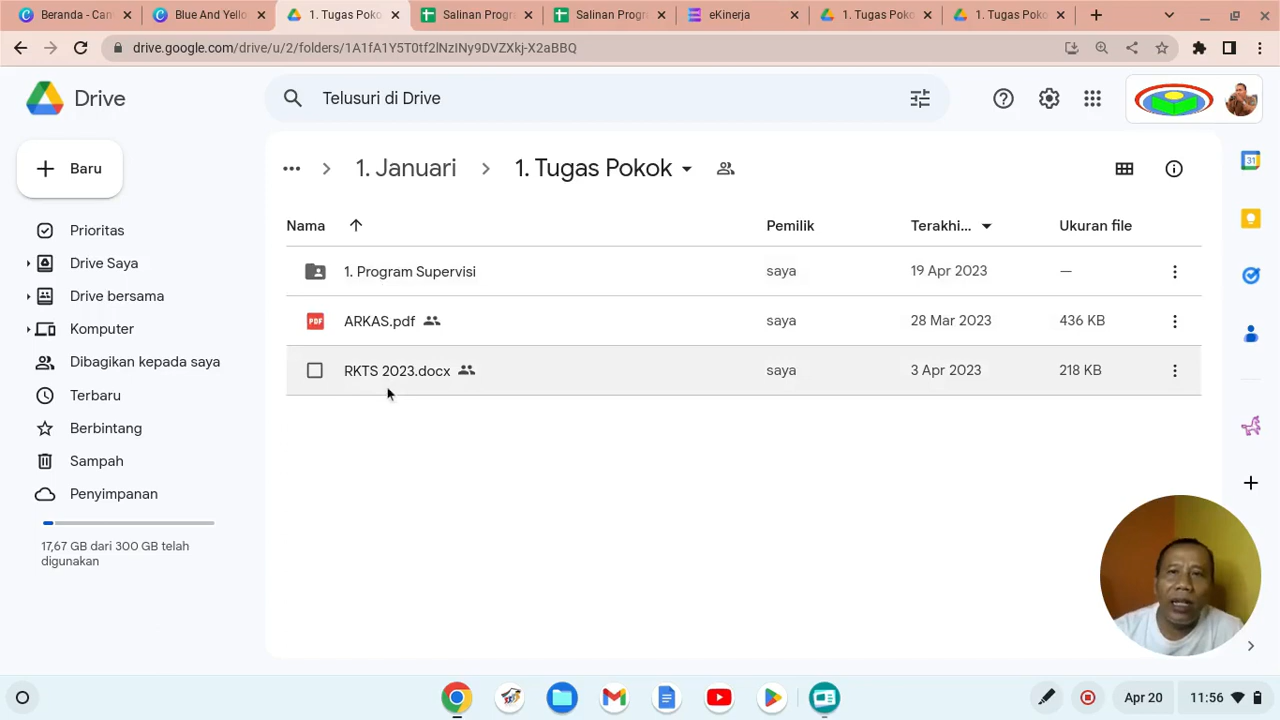 Beranda - Can
Blue And Yello
1. Tugas Pokok
Salinan Progr
Salinan Progr
eKinerja
1. Tugas Poko
1. Tugas Poko
drive.google.com/drive/u/2/folders/1A1fA1Y5T0tf2lNzINy9DVZXkj-X2aBBQ
Drive
Telusuri di Drive
Baru
1. Januari
1. Tugas Pokok
Prioritas
Drive Saya
Drive bersama
Komputer
Dibagikan kepada saya
Terbaru
Berbintang
Sampah
Penyimpanan
17,67 GB dari 300 GB telah
digunakan
Nama Pemilik Terakhi... Ukuran file
1. Program Supervisi saya 19 Apr 2023 —
PDF ARKAS.pdf saya 28 Mar 2023 436 KB
RKTS 2023.docx saya 3 Apr 2023 218 KB
31
Apr 20 11:56